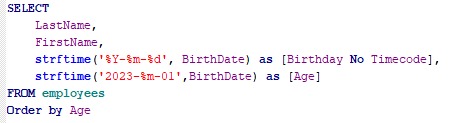 SELECT
LastName,
FirstName,
strftime('%Y-%m-%d', BirthDate) as [Birthday No Timecode],
strftime('2023-%m-01',BirthDate) as [Age]
FROM employees
Order by Age